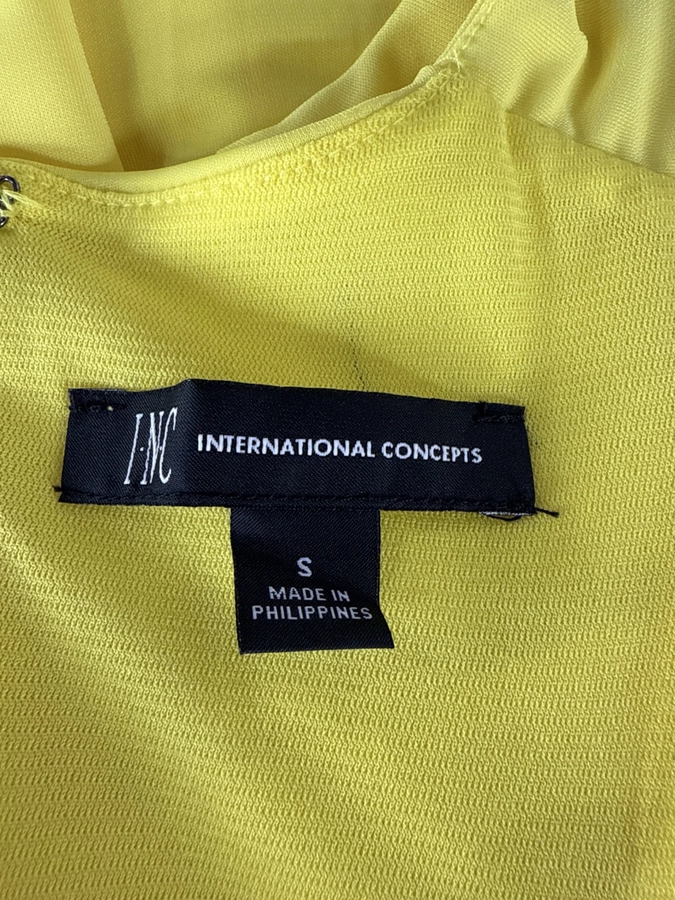 I·N·C INTERNATIONAL CONCEPTS
S
MADE IN
PHILIPPINES